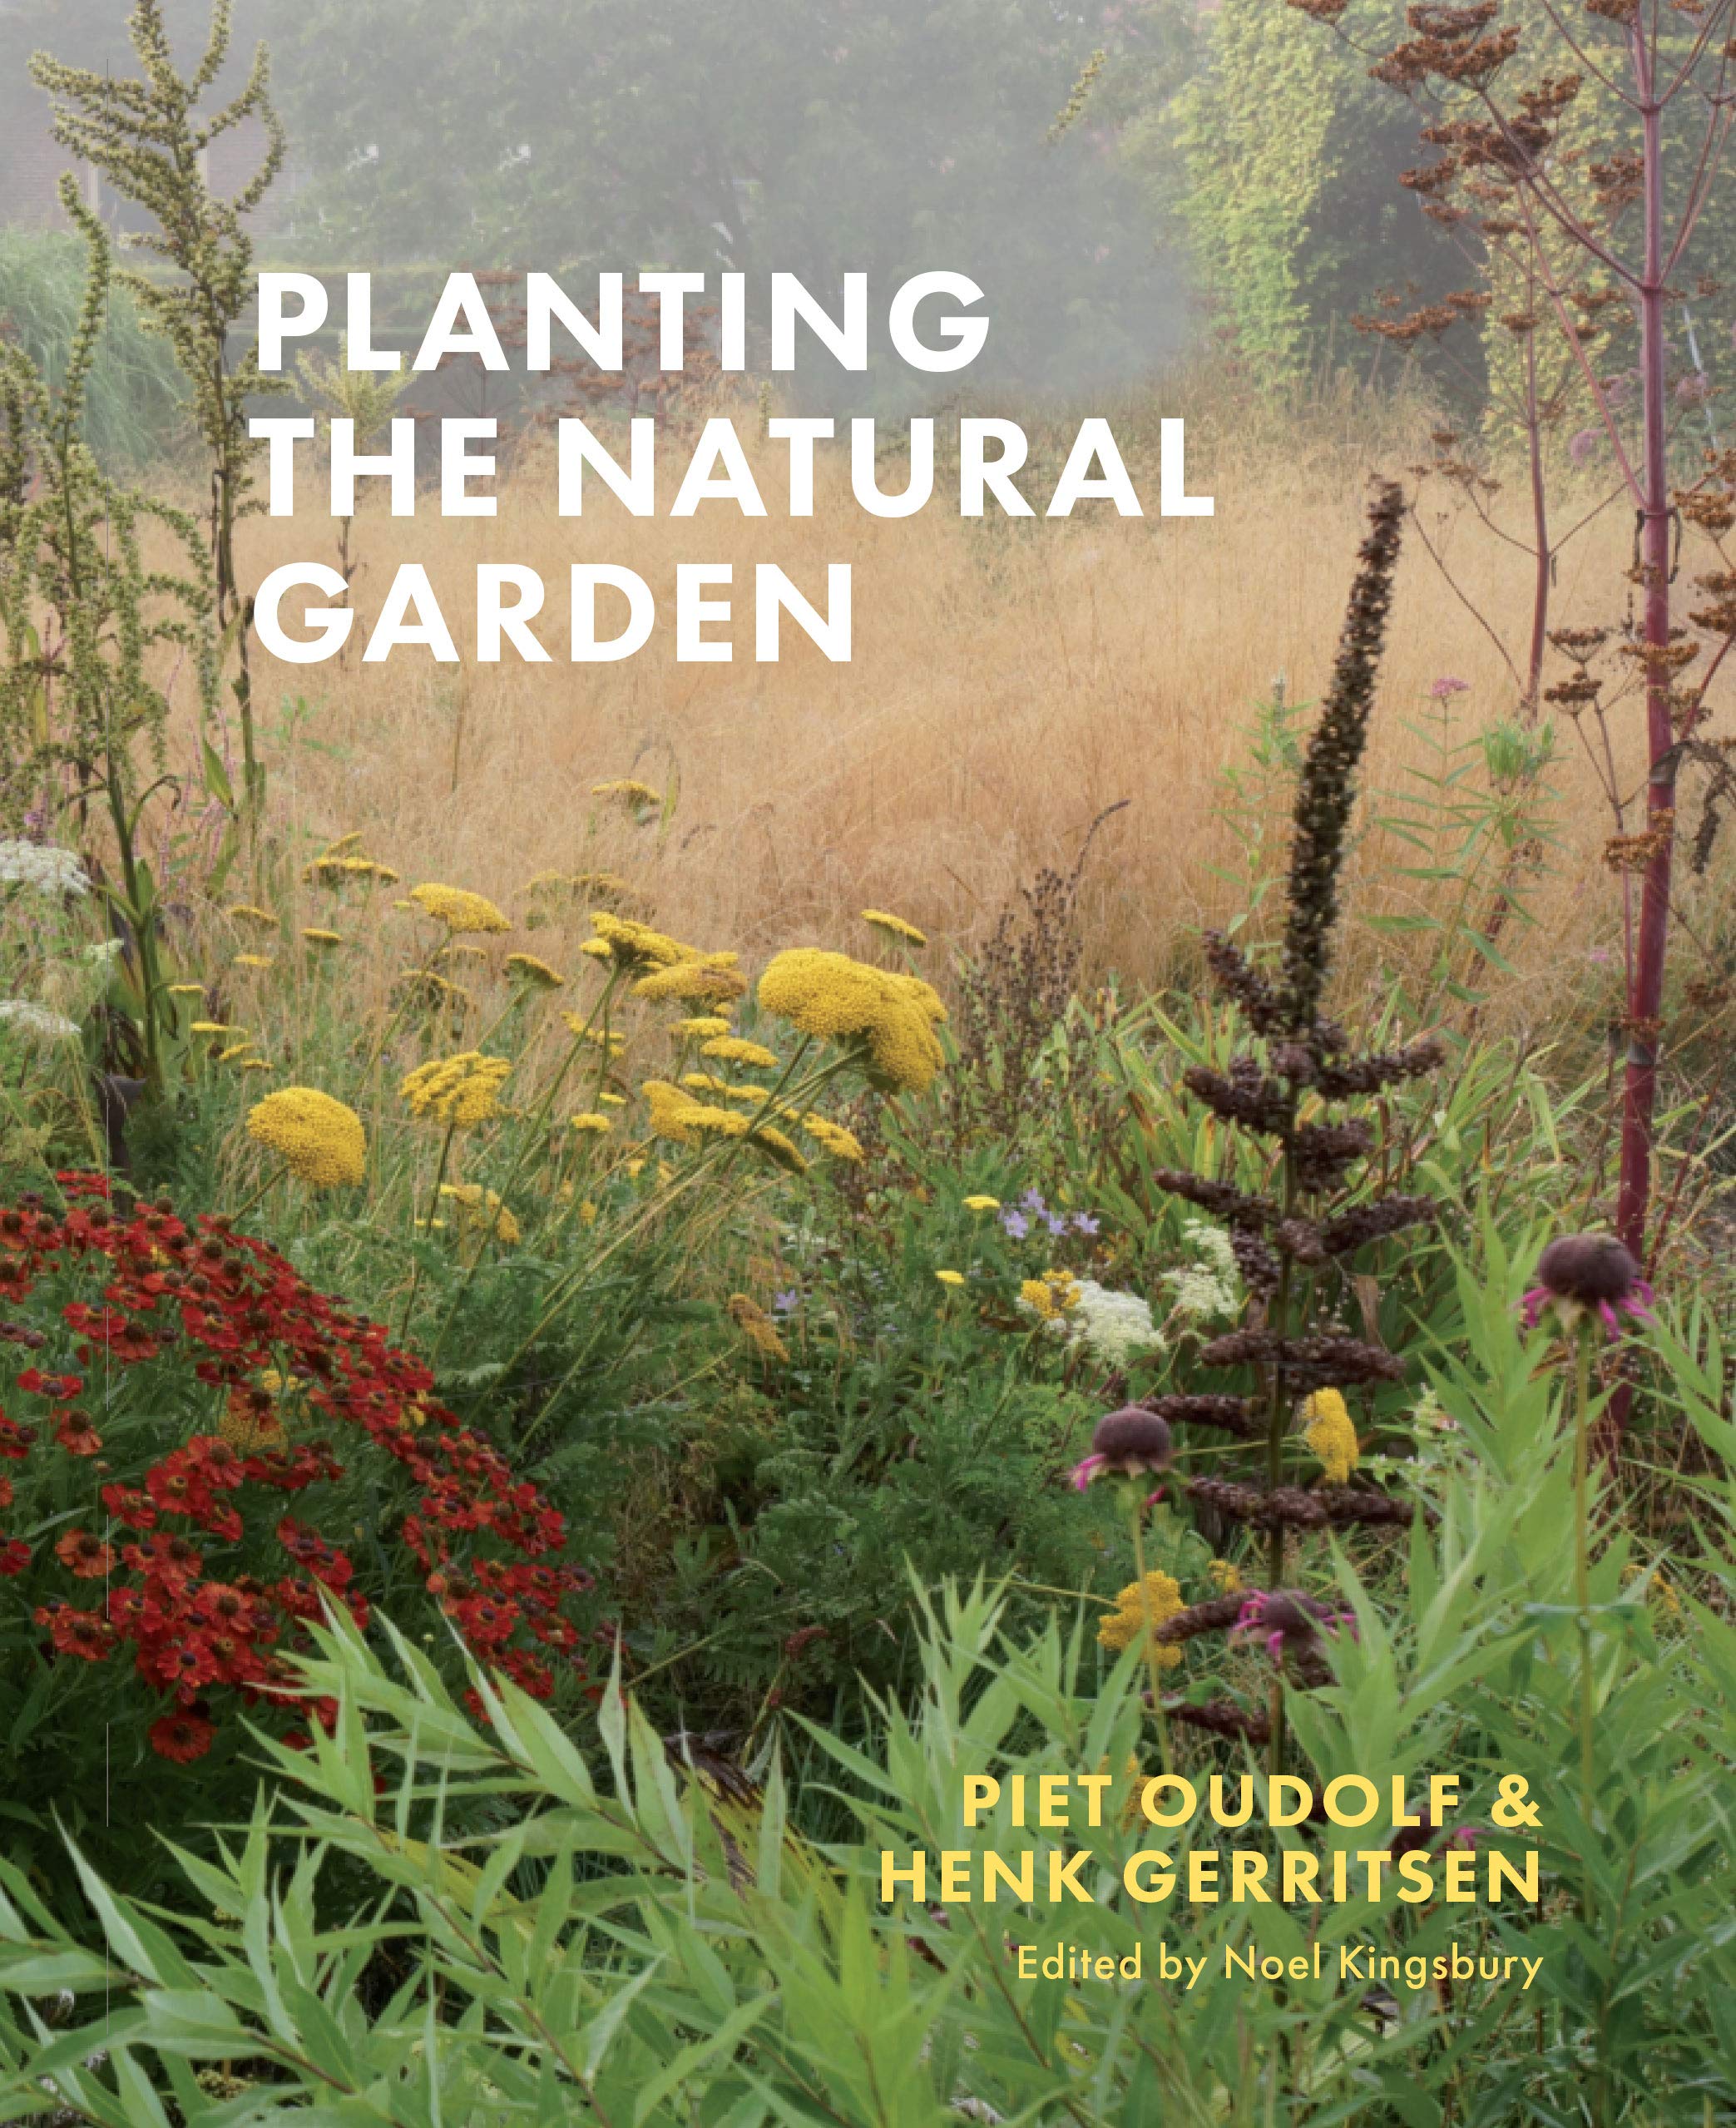 PLANTING
THE NATURAL
GARDEN
PIET OUDOLF &
HENK GERRITSEN
Edited by Noel Kingsbury